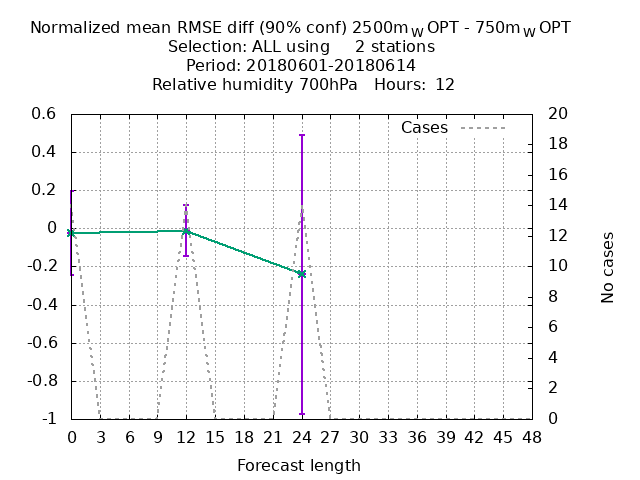 Normalized mean RMSE diff (90% conf) 2500m W OPT - 750m W OPT
Selection: ALL using 2 stations
Period: 20180601-20180614
Relative humidity 700hPa Hours: 12
Cases
0.6
0.4
0.2
0
-0.2
-0.4
-0.6
-0.8
-1
20
18
16
14
12
10
8
6
4
2
0
No cases
0 3 6 9 12 15 18 21 24 27 30 33 36 39 42 45 48
Forecast length